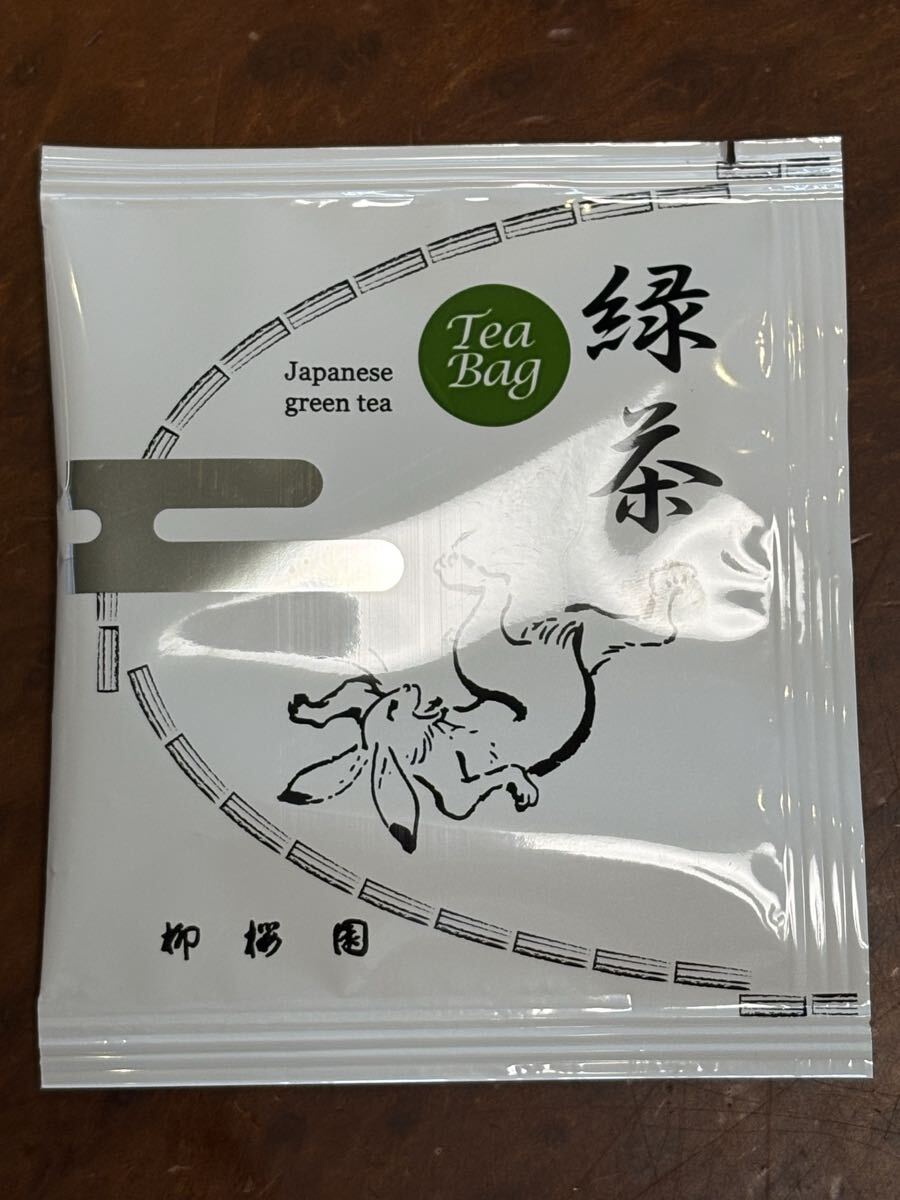 緑茶
Tea
Bag
Japanese
green tea
柳桜園